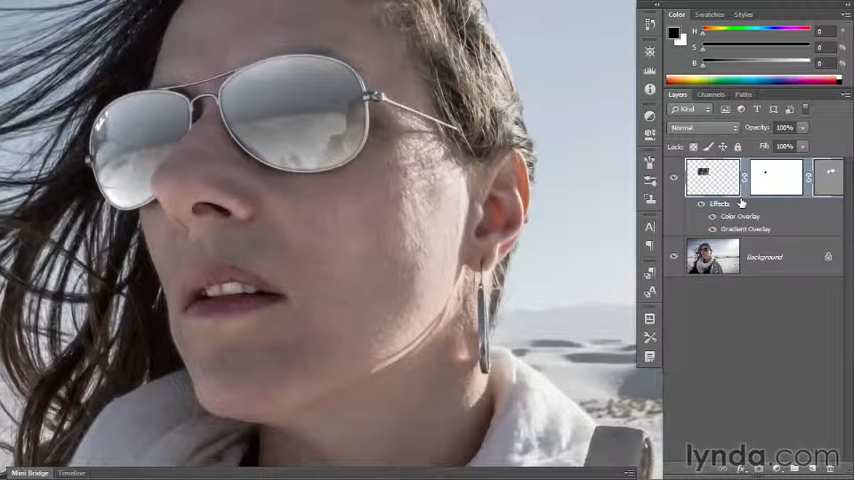 Color Swatches Styles
H 0 °
S 0 %
B 0 %
Layers Channels Paths
Kind T
Normal Opacity: 100%
Lock: Fill: 100%
Effects
Color Overlay
Gradient Overlay
Background
A
lynda.com
fx
Mini Bridge Timeline